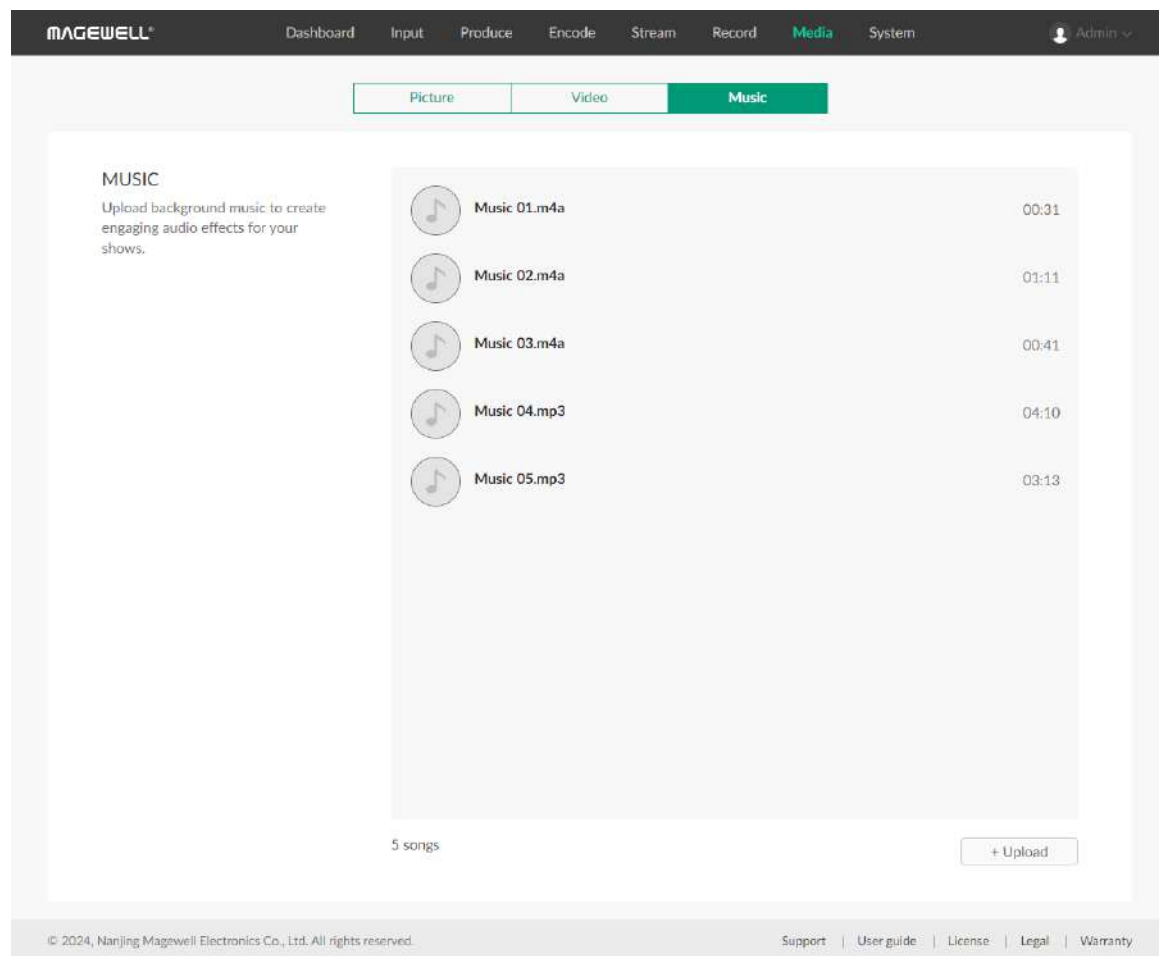 MAGEWELL® Dashboard Input Produce Encode Stream Record Media System Admin
Picture Video Music
MUSIC
Upload background music to create
engaging audio effects for your
shows.
Music 01.m4a 00:31
Music 02.m4a 01:11
Music 03.m4a 00:41
Music 04.mp3 04:10
Music 05.mp3 03:13
5 songs + Upload
© 2024, Nanjing Magewell Electronics Co., Ltd. All rights reserved. Support | User guide | License | Legal | Warranty